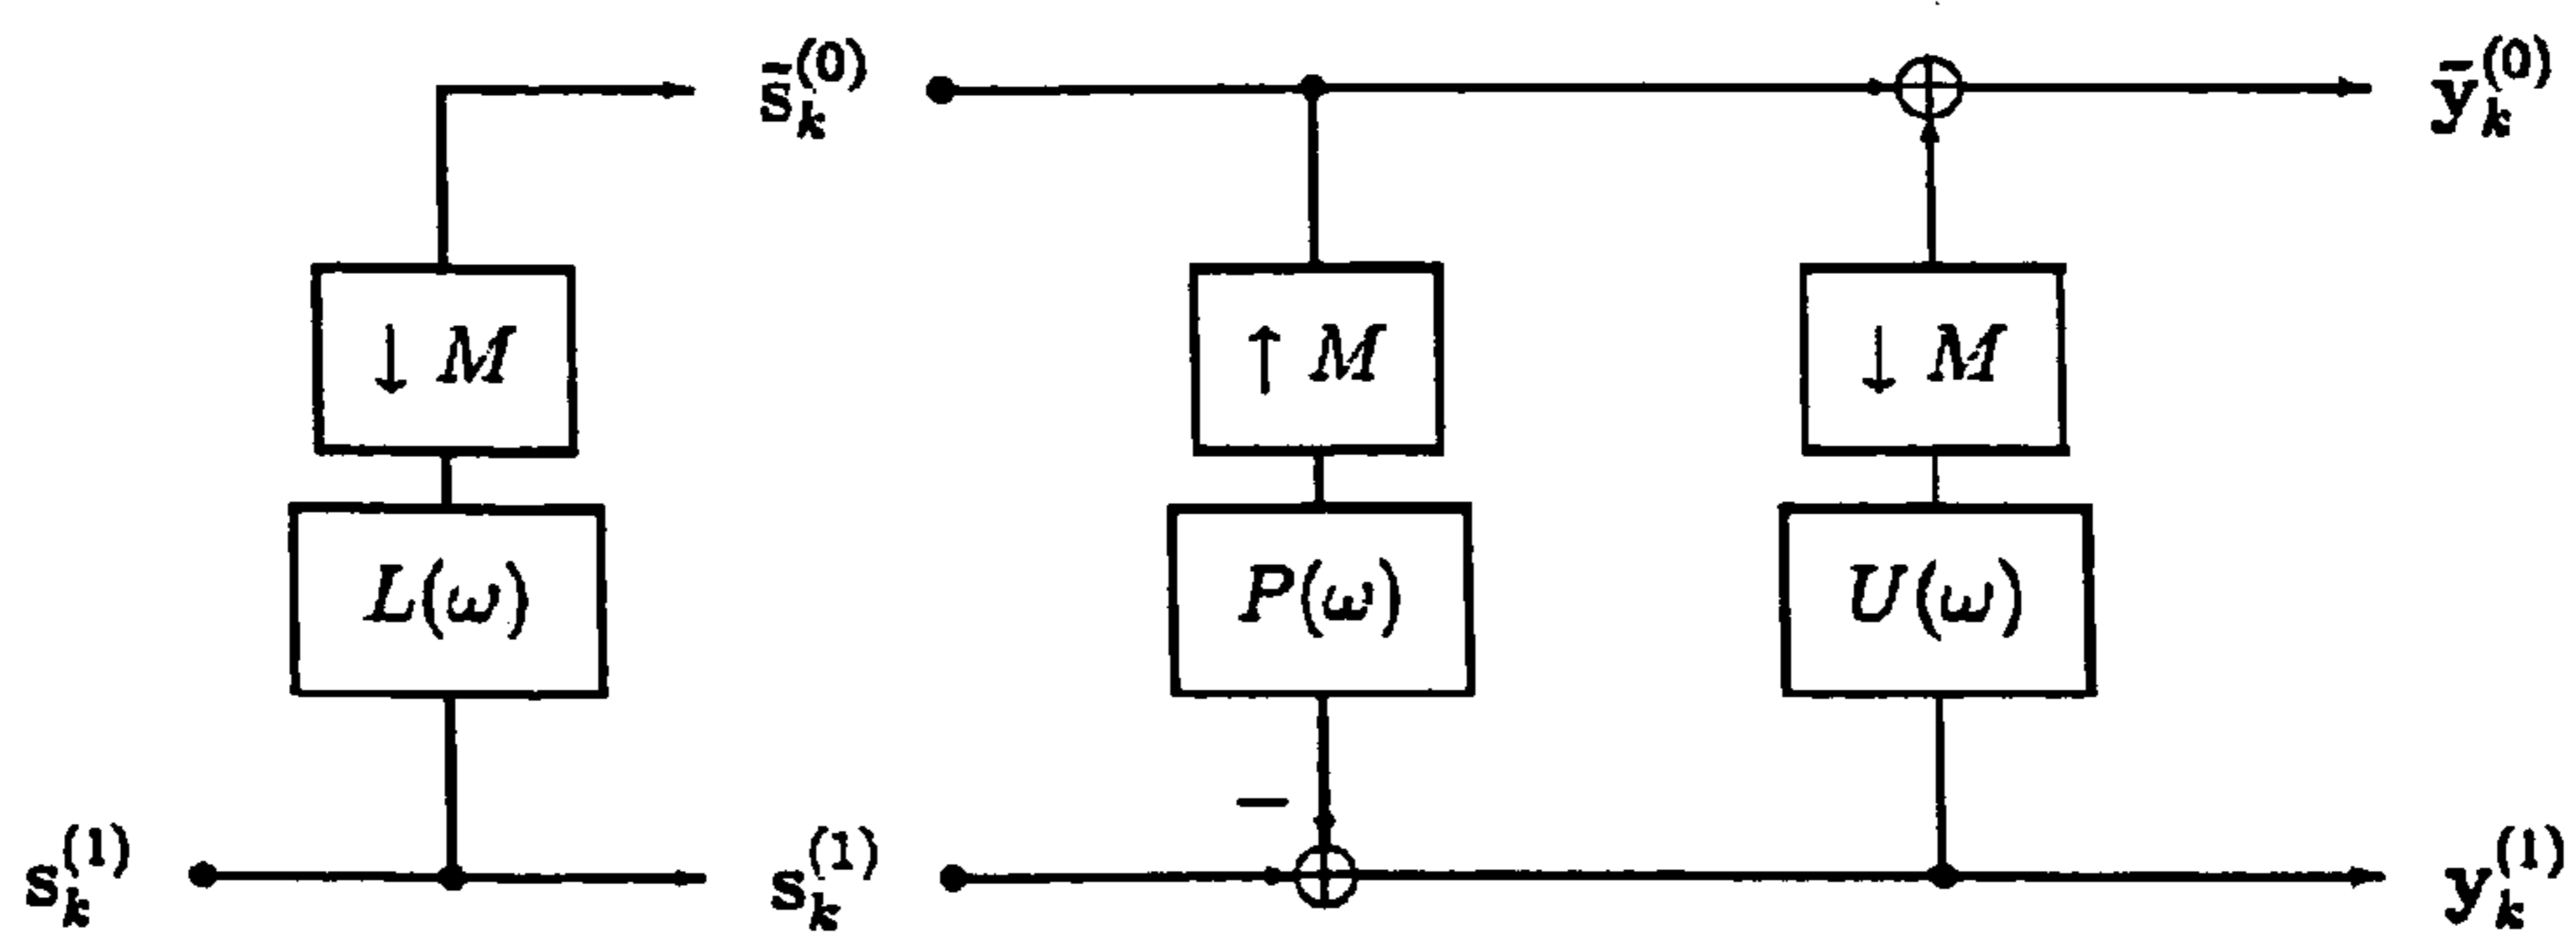 s̄_k^(0) ȳ_k^(0)
↓ M ↑ M ↓ M
L(ω) P(ω) U(ω)
−
s_k^(1) s_k^(1) y_k^(1)